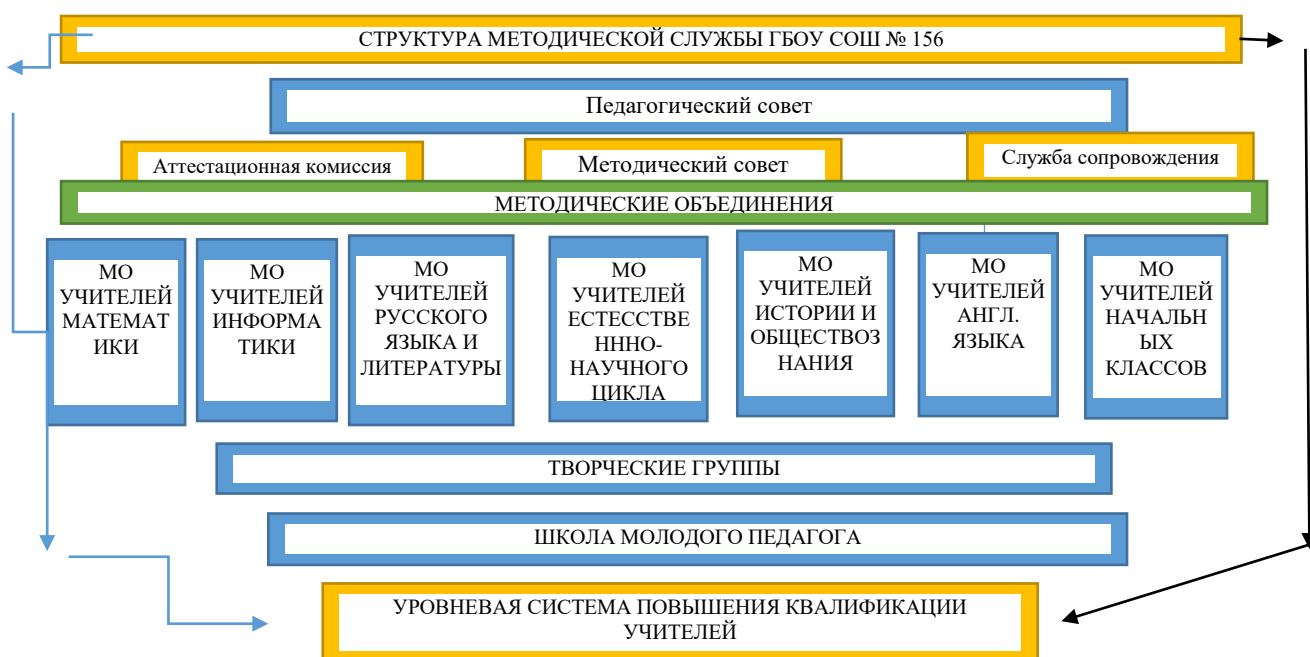 СТРУКТУРА МЕТОДИЧЕСКОЙ СЛУЖБЫ ГБОУ СОШ № 156
Педагогический совет
Аттестационная комиссия
Методический совет
Служба сопровождения
МЕТОДИЧЕСКИЕ ОБЪЕДИНЕНИЯ
МО
УЧИТЕЛЕЙ
МАТЕМАТ
ИКИ
МО
УЧИТЕЛЕЙ
ИНФОРМА
ТИКИ
МО
УЧИТЕЛЕЙ
РУССКОГО
ЯЗЫКА И
ЛИТЕРАТУРЫ
МО
УЧИТЕЛЕЙ
ЕСТЕССТВЕ
НННО-
НАУЧНОГО
ЦИКЛА
МО
УЧИТЕЛЕЙ
ИСТОРИИ И
ОБЩЕСТВОЗ
НАНИЯ
МО
УЧИТЕЛЕЙ
АНГЛ.
ЯЗЫКА
МО
УЧИТЕЛЕЙ
НАЧАЛЬН
ЫХ
КЛАССОВ
ТВОРЧЕСКИЕ ГРУППЫ
ШКОЛА МОЛОДОГО ПЕДАГОГА
УРОВНЕВАЯ СИСТЕМА ПОВЫШЕНИЯ КВАЛИФИКАЦИИ
УЧИТЕЛЕЙ